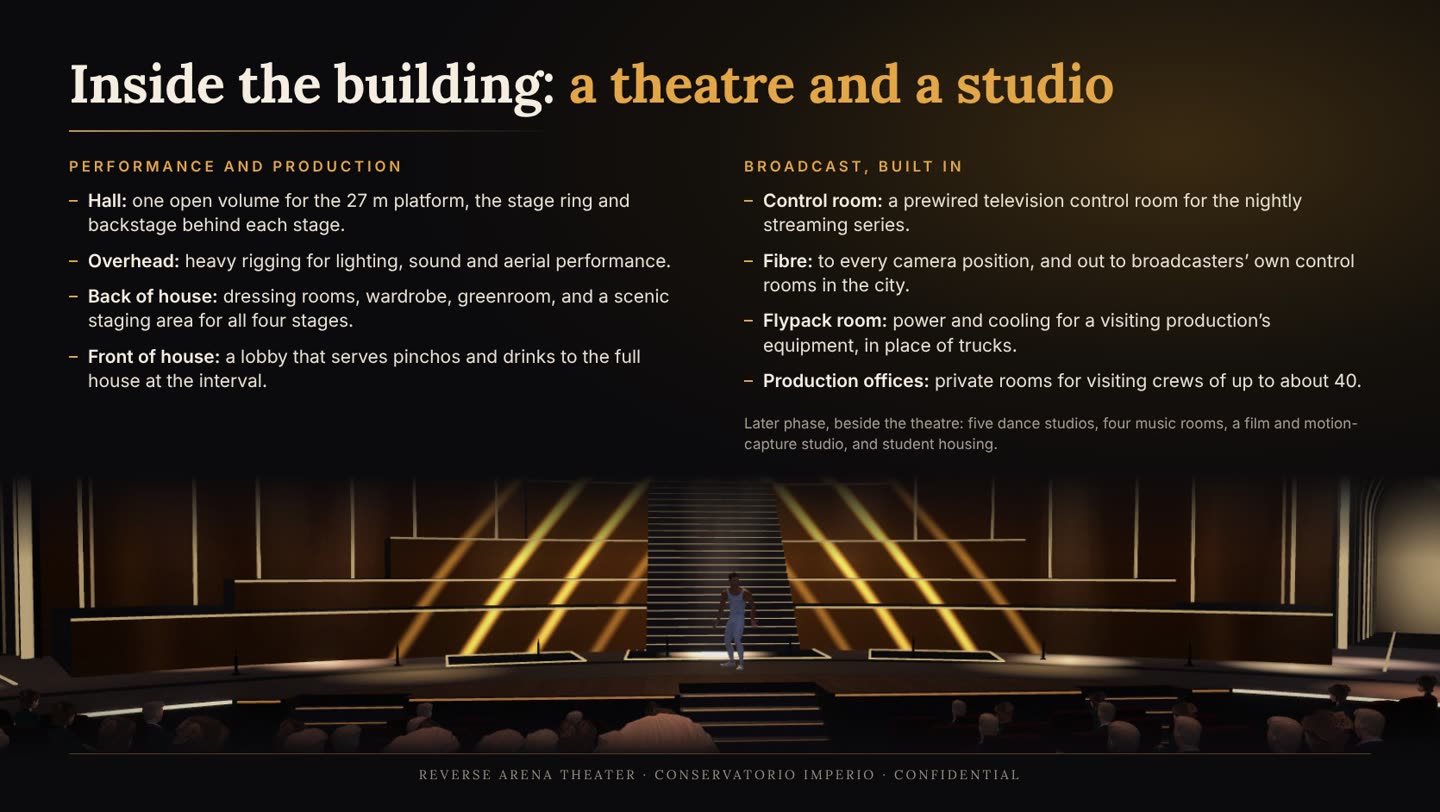 Inside the building: a theatre and a studio
PERFORMANCE AND PRODUCTION
– Hall: one open volume for the 27 m platform, the stage ring and
backstage behind each stage.
– Overhead: heavy rigging for lighting, sound and aerial performance.
– Back of house: dressing rooms, wardrobe, greenroom, and a scenic
staging area for all four stages.
– Front of house: a lobby that serves pinchos and drinks to the full
house at the interval.
BROADCAST, BUILT IN
– Control room: a prewired television control room for the nightly
streaming series.
– Fibre: to every camera position, and out to broadcasters’ own control
rooms in the city.
– Flypack room: power and cooling for a visiting production’s
equipment, in place of trucks.
– Production offices: private rooms for visiting crews of up to about 40.
Later phase, beside the theatre: five dance studios, four music rooms, a film and motion-
capture studio, and student housing.
REVERSE ARENA THEATER · CONSERVATORIO IMPERIO · CONFIDENTIAL